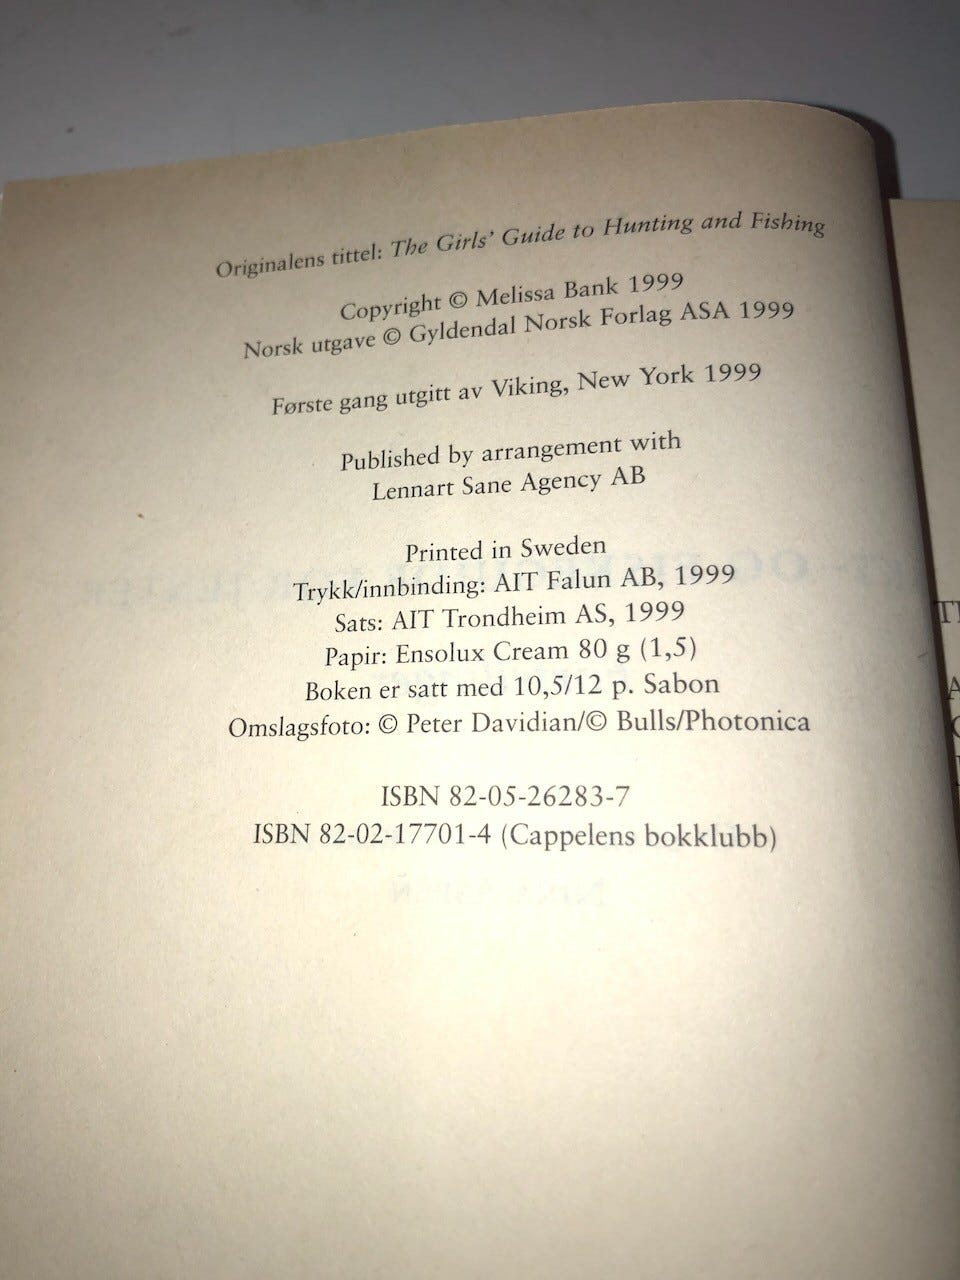 Originalens tittel: The Girls' Guide to Hunting and Fishing
Copyright © Melissa Bank 1999
Norsk utgave © Gyldendal Norsk Forlag ASA 1999
Første gang utgitt av Viking, New York 1999
Published by arrangement with
Lennart Sane Agency AB
Printed in Sweden
Trykk/innbinding: AIT Falun AB, 1999
Sats: AIT Trondheim AS, 1999
Papir: Ensolux Cream 80 g (1,5)
Boken er satt med 10,5/12 p. Sabon
Omslagsfoto: © Peter Davidian/© Bulls/Photonica
ISBN 82-05-26283-7
ISBN 82-02-17701-4 (Cappelens bokklubb)